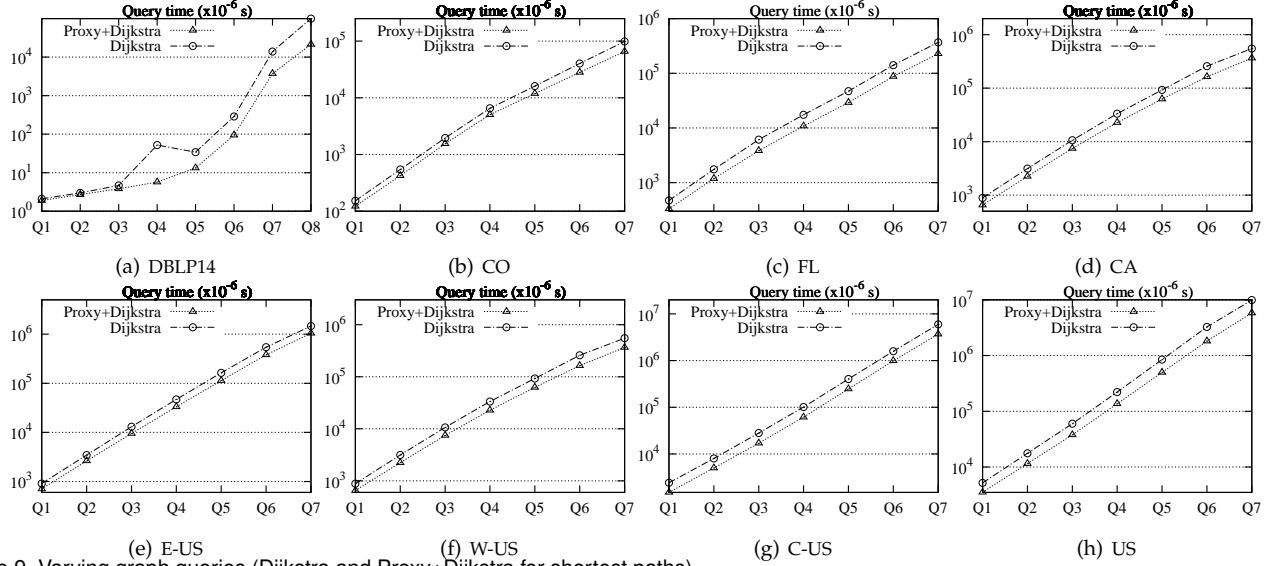 Query time (x10-6 s)
Proxy+Dijkstra
Dijkstra
10^4
10^3
10^2
10^1
10^0
Q1 Q2 Q3 Q4 Q5 Q6 Q7 Q8
(a) DBLP14
Query time (x10-6 s)
Proxy+Dijkstra
Dijkstra
10^5
10^4
10^3
10^2
Q1 Q2 Q3 Q4 Q5 Q6 Q7
(b) CO
Query time (x10-6 s)
Proxy+Dijkstra
Dijkstra
10^6
10^5
10^4
10^3
Q1 Q2 Q3 Q4 Q5 Q6 Q7
(c) FL
Query time (x10-6 s)
Proxy+Dijkstra
Dijkstra
10^6
10^5
10^4
10^3
Q1 Q2 Q3 Q4 Q5 Q6 Q7
(d) CA
Query time (x10-6 s)
Proxy+Dijkstra
Dijkstra
10^6
10^5
10^4
10^3
Q1 Q2 Q3 Q4 Q5 Q6 Q7
(e) E-US
Query time (x10-6 s)
Proxy+Dijkstra
Dijkstra
10^6
10^5
10^4
10^3
Q1 Q2 Q3 Q4 Q5 Q6 Q7
(f) W-US
Query time (x10-6 s)
Proxy+Dijkstra
Dijkstra
10^7
10^6
10^5
10^4
Q1 Q2 Q3 Q4 Q5 Q6 Q7
(g) C-US
Query time (x10-6 s)
Proxy+Dijkstra
Dijkstra
10^7
10^6
10^5
10^4
Q1 Q2 Q3 Q4 Q5 Q6 Q7
(h) US
9. Varying graph queries (Dijkstra and Proxy+Dijkstra for shortest paths)